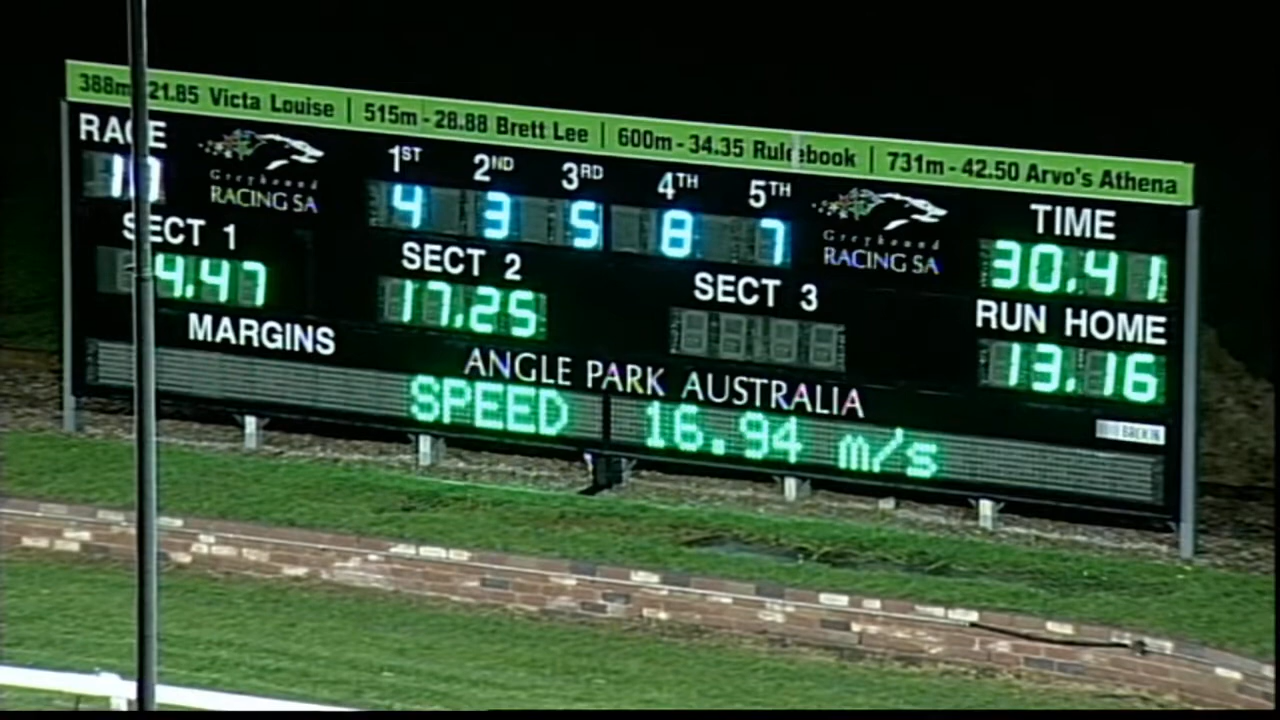 388m 21.85 Victa Louise | 515m - 28.88 Brett Lee | 600m - 34.35 Rulebook | 731m - 42.50 Arvo's Athena
RACE 1ST 2ND 3RD 4TH 5TH TIME
4 3 5 8 7 30.41
Greyhound RACING SA
Greyhound RACING SA
SECT 1 SECT 2 SECT 3 RUN HOME
4.47 17.25 13.16
MARGINS
ANGLE PARK AUSTRALIA
SPEED 16.94 m/s